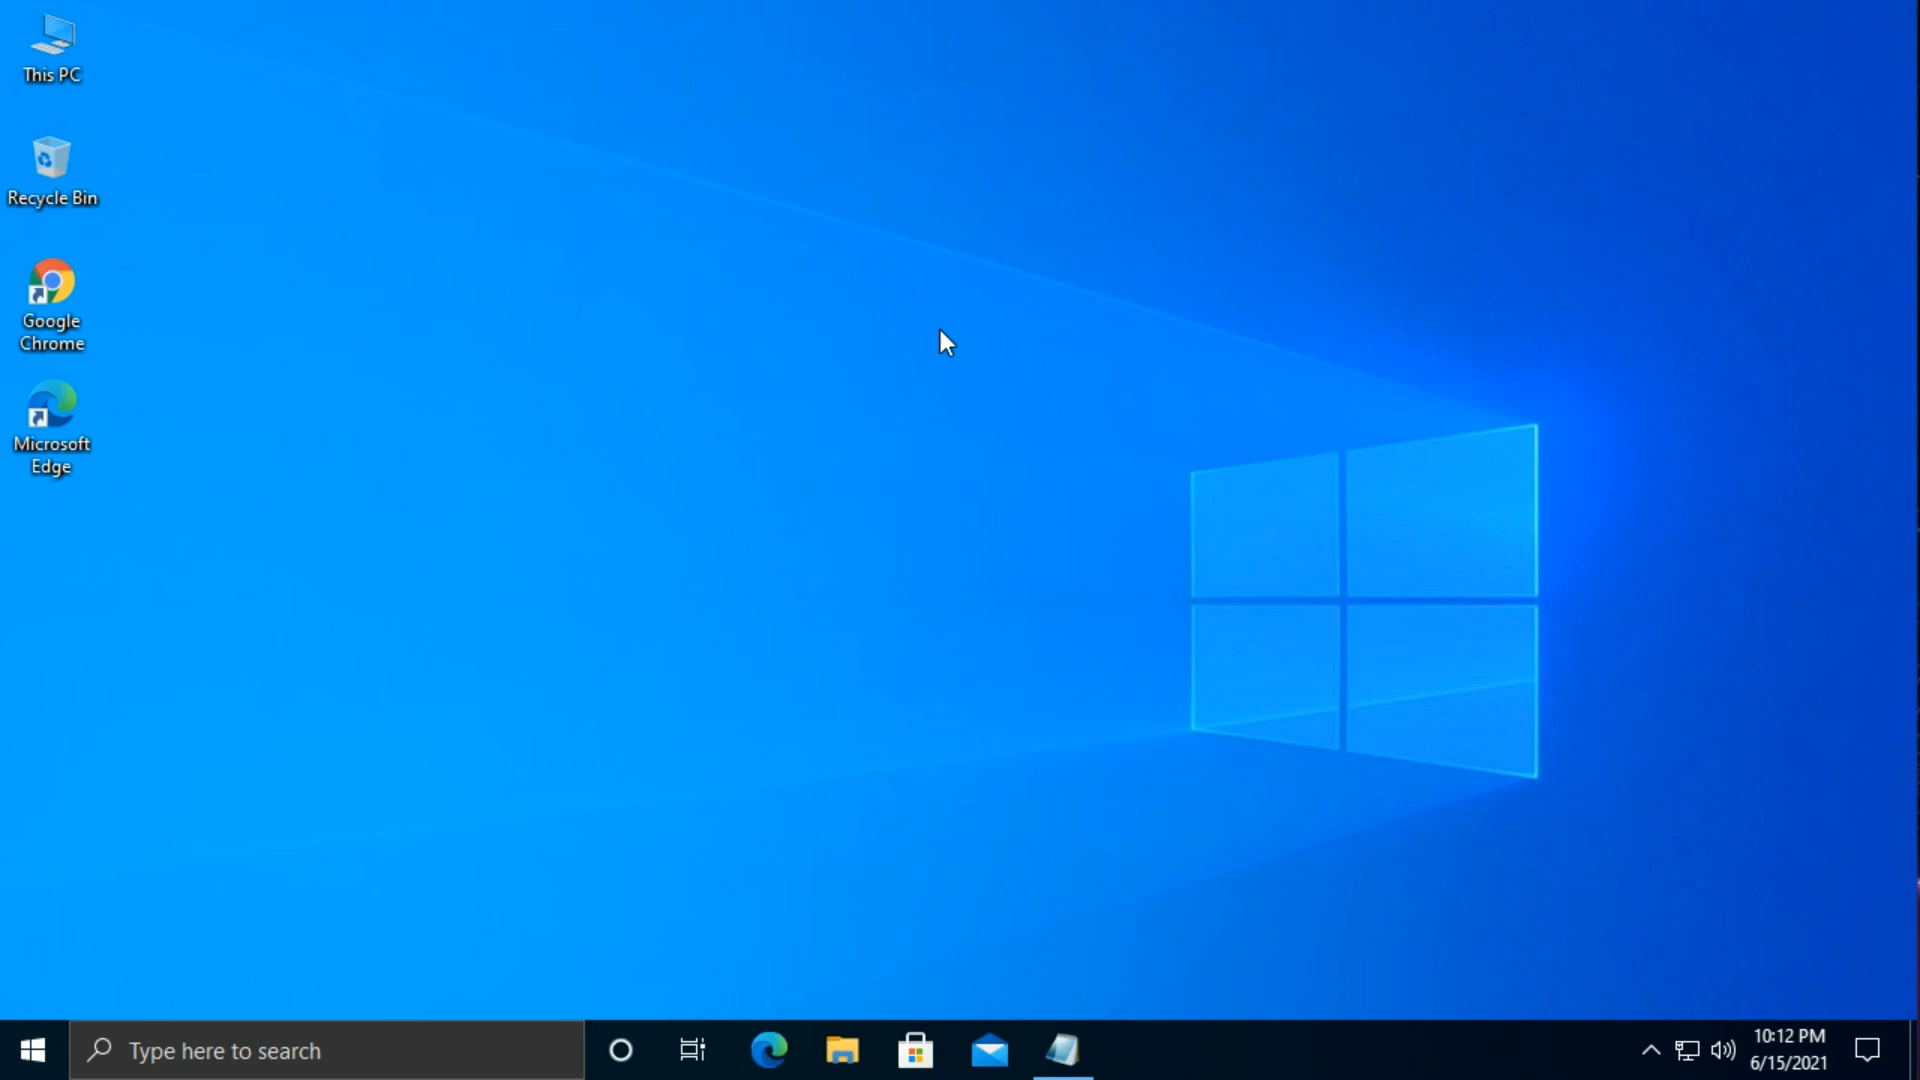 This PC
Recycle Bin
Google
Chrome
Microsoft
Edge
Type here to search
10:12 PM
6/15/2021